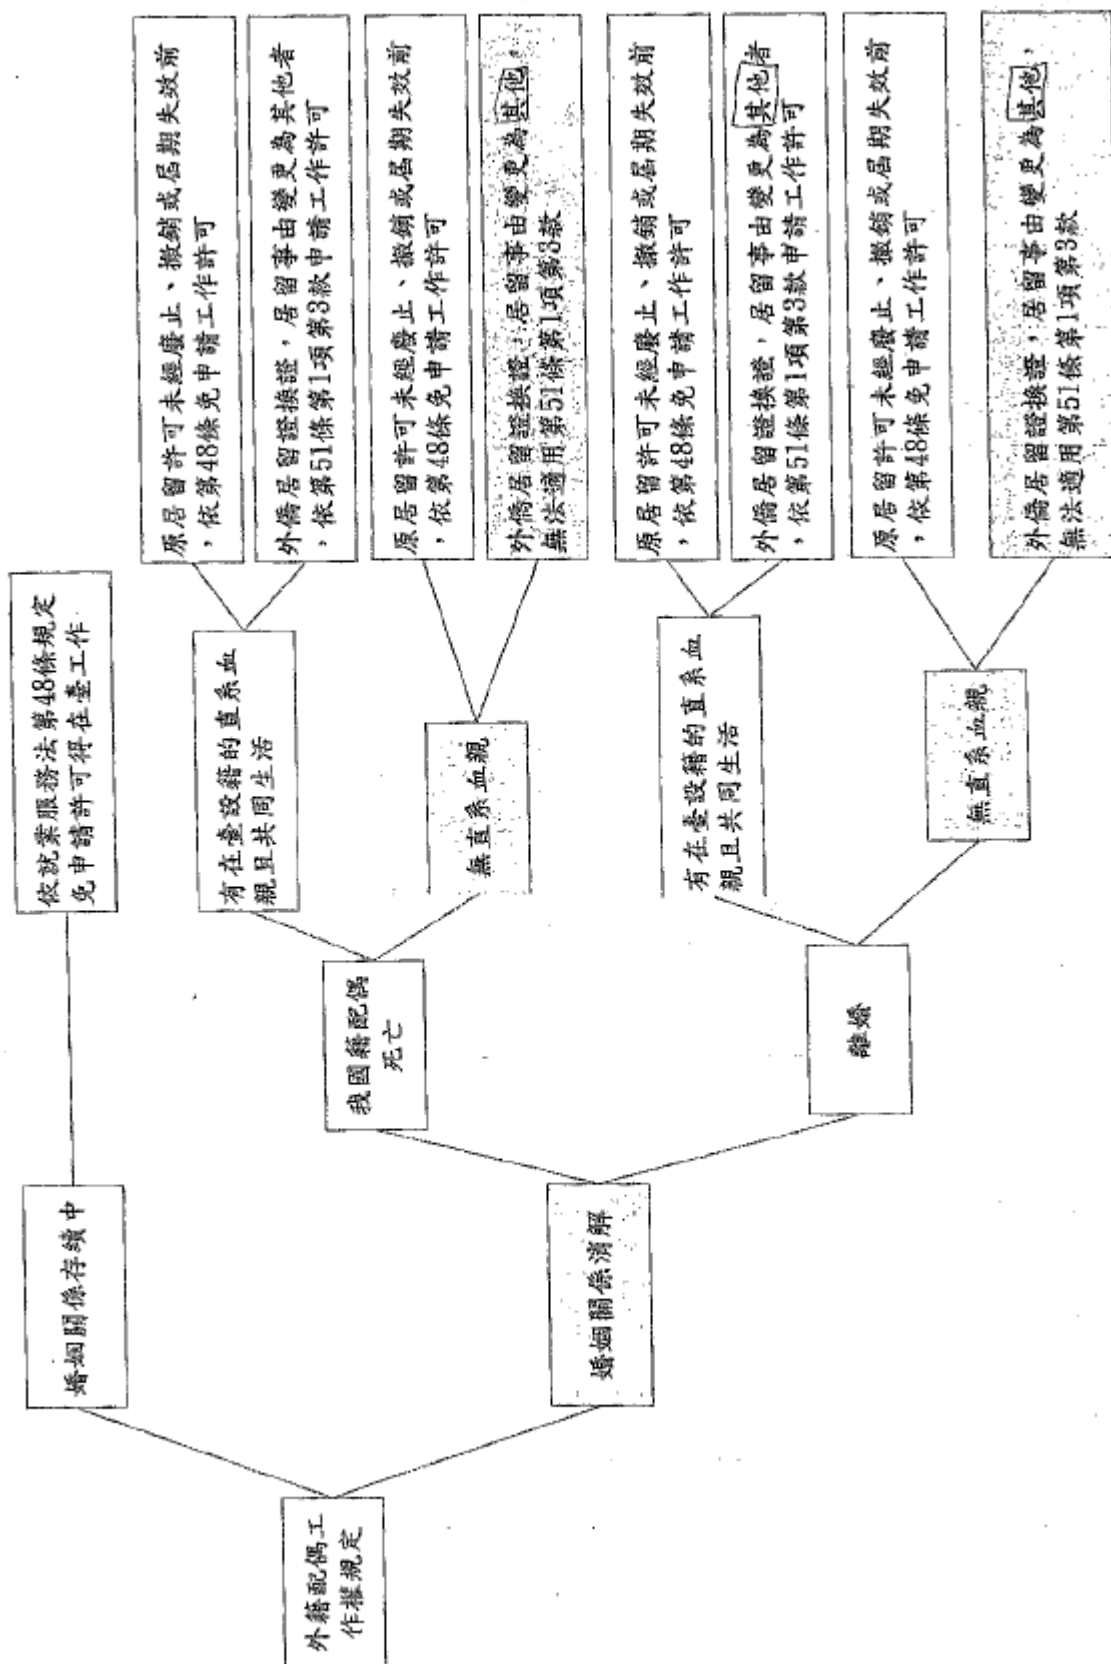 外籍配偶工
作權規定
婚姻關係存續中
依就業服務法第48條規定
免申請許可得在臺工作
婚姻關係消解
我國籍配偶
死亡
有在臺設籍的直系血
親且共同生活
原居留許可未經廢止、撤銷或屆期失效前
，依第48條免申請工作許可
外僑居留證換證，居留事由變更為其他者
，依第51條第1項第3款申請工作許可
無直系血親
原居留許可未經廢止、撤銷或屆期失效前
，依第48條免申請工作許可
外僑居留證換證，居留事由變更為其他，
無法適用第51條第1項第3款
離婚
有在臺設籍的直系血
親且共同生活
原居留許可未經廢止、撤銷或屆期失效前
，依第48條免申請工作許可
外僑居留證換證，居留事由變更為其他者
，依第51條第1項第3款申請工作許可
無直系血親
原居留許可未經廢止、撤銷或屆期失效前
，依第48條免申請工作許可
外僑居留證換證，居留事由變更為其他，
無法適用第51條第1項第3款